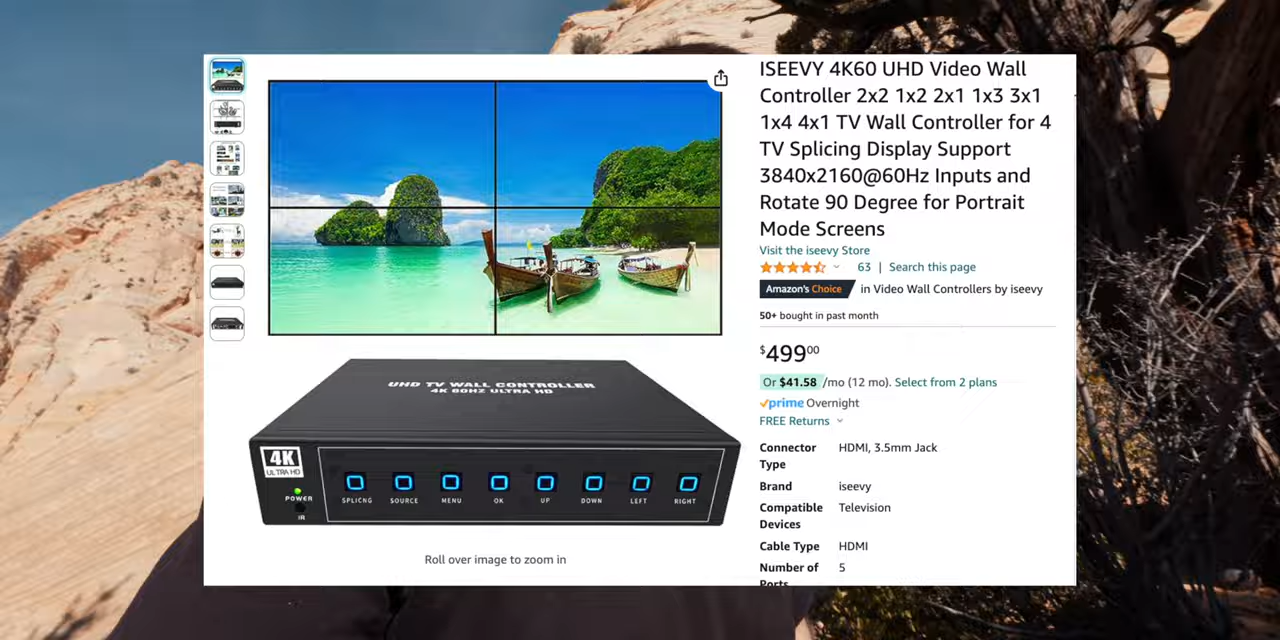 ISEEVY 4K60 UHD Video Wall
Controller 2x2 1x2 2x1 1x3 3x1
1x4 4x1 TV Wall Controller for 4
TV Splicing Display Support
3840x2160@60Hz Inputs and
Rotate 90 Degree for Portrait
Mode Screens
Visit the iseevy Store
63 | Search this page
Amazon's Choice in Video Wall Controllers by iseevy
50+ bought in past month
$49900
Or $41.58 /mo (12 mo). Select from 2 plans
prime Overnight
FREE Returns
Connector Type HDMI, 3.5mm Jack
Brand iseevy
Compatible Devices Television
Cable Type HDMI
Number of Ports 5
UHD TV WALL CONTROLLER
4K 60HZ ULTRA HD
4K
ULTRA HD
POWER
IR
SPLICNG SOURCE MENU OK UP DOWN LEFT RIGHT
Roll over image to zoom in